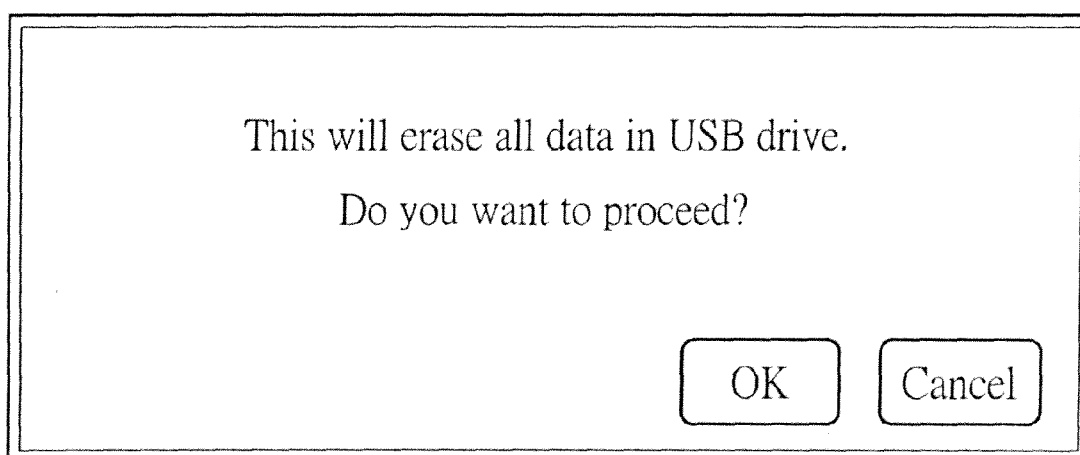 This will erase all data in USB drive.
Do you want to proceed?
OK
Cancel